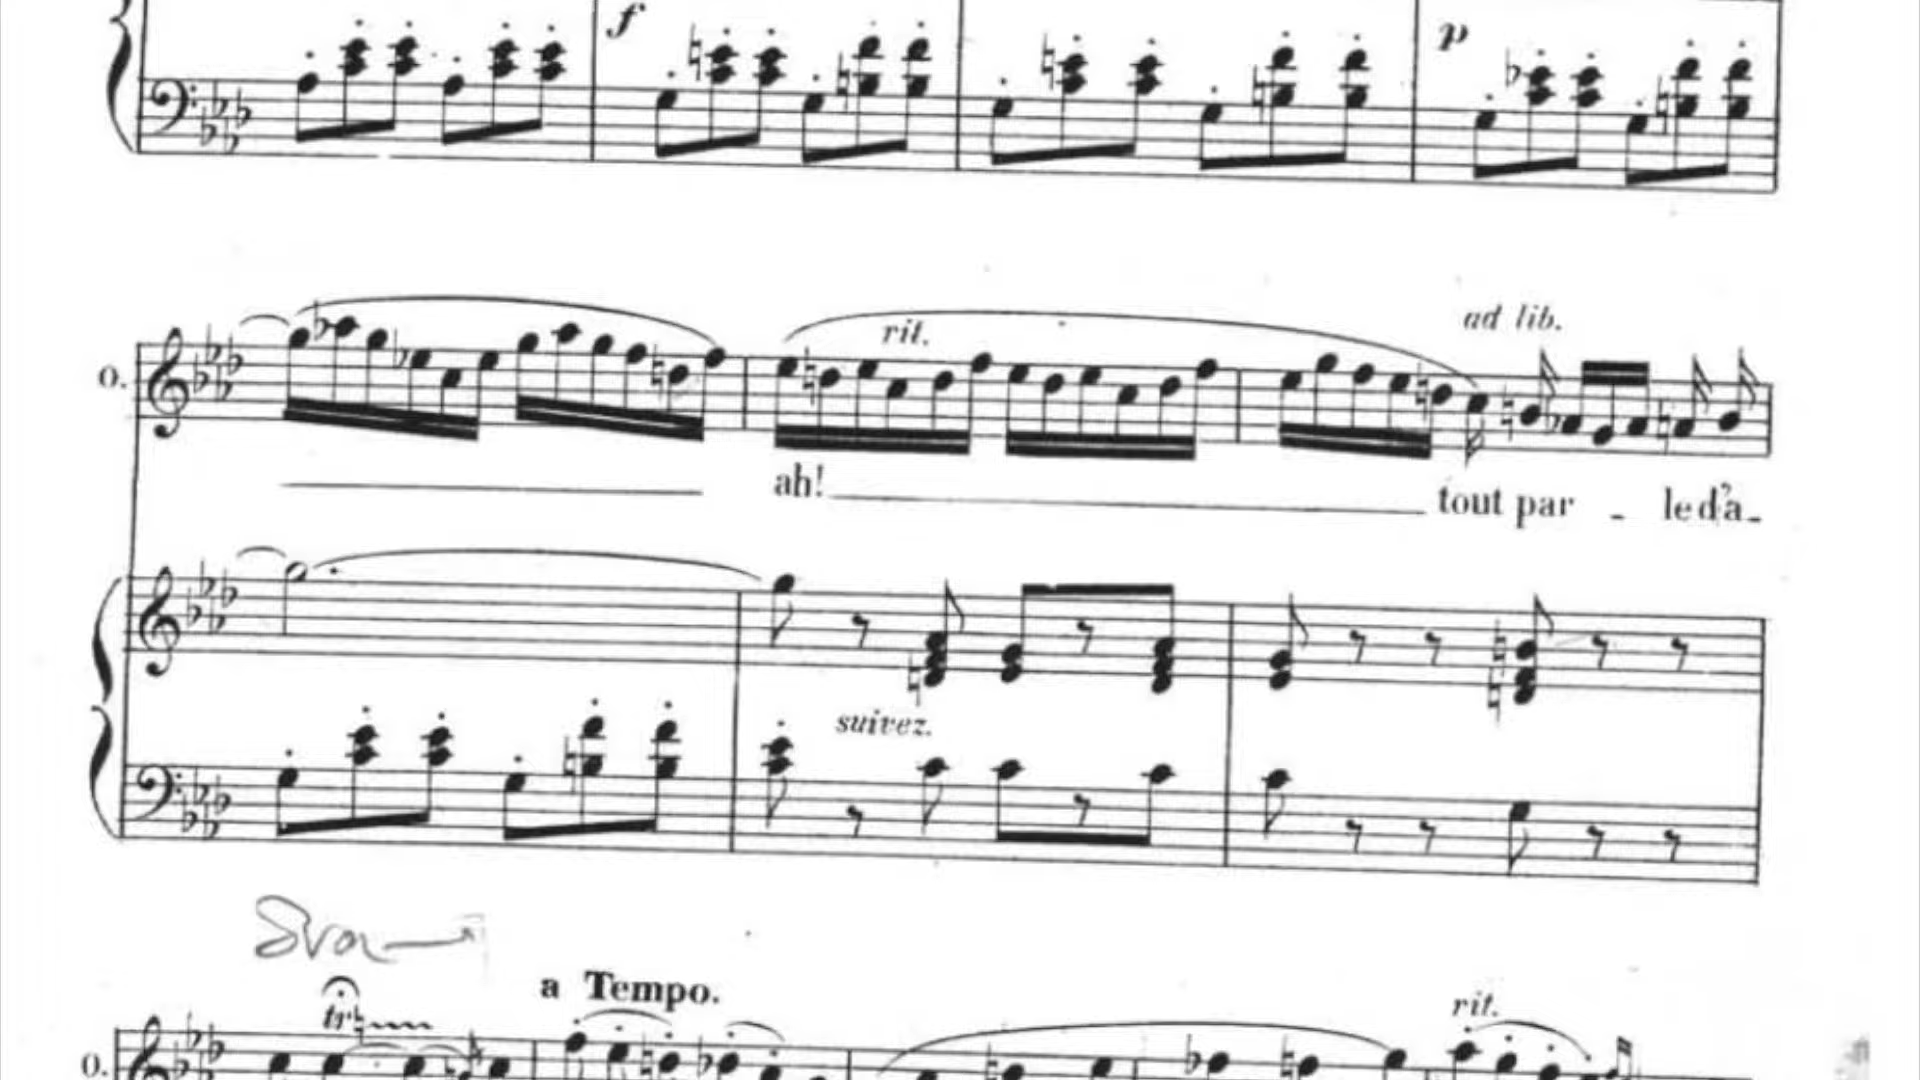 f p
ad lib.
rit.
O.
ah! tout par - le d'a-
suivez.
8va
a Tempo.
tr rit.
O.